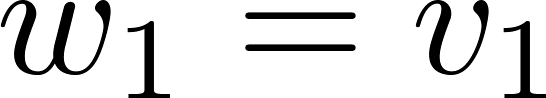 w₁ = v₁